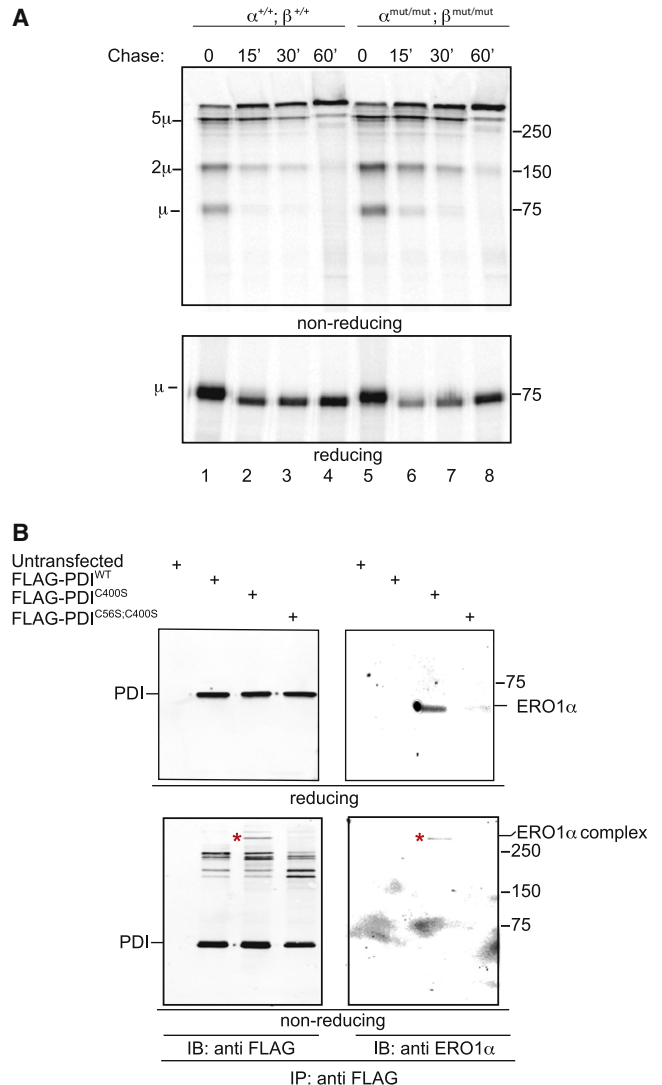 A
α+/+; β+/+ αmut/mut; βmut/mut
Chase: 0 15' 30' 60' 0 15' 30' 60'
5μ
250
2μ
150
μ
75
non-reducing
μ
75
reducing
1 2 3 4 5 6 7 8
B
Untransfected + +
FLAG-PDIWT + +
FLAG-PDIC400S + +
FLAG-PDIC56S;C400S + +
75
PDI
ERO1α
reducing
* *
ERO1α complex
250
150
75
PDI
non-reducing
IB: anti FLAG IB: anti ERO1α
IP: anti FLAG